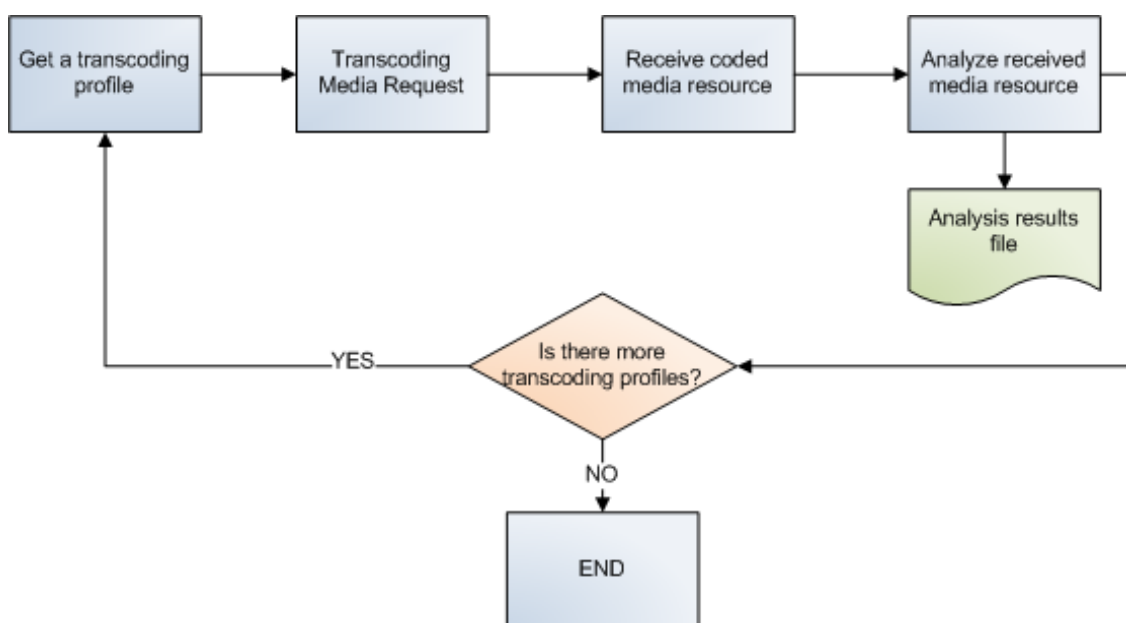 Get a transcoding
profile
Transcoding
Media Request
Receive coded
media resource
Analyze received
media resource
Analysis results
file
Is there more
transcoding profiles?
YES
NO
END